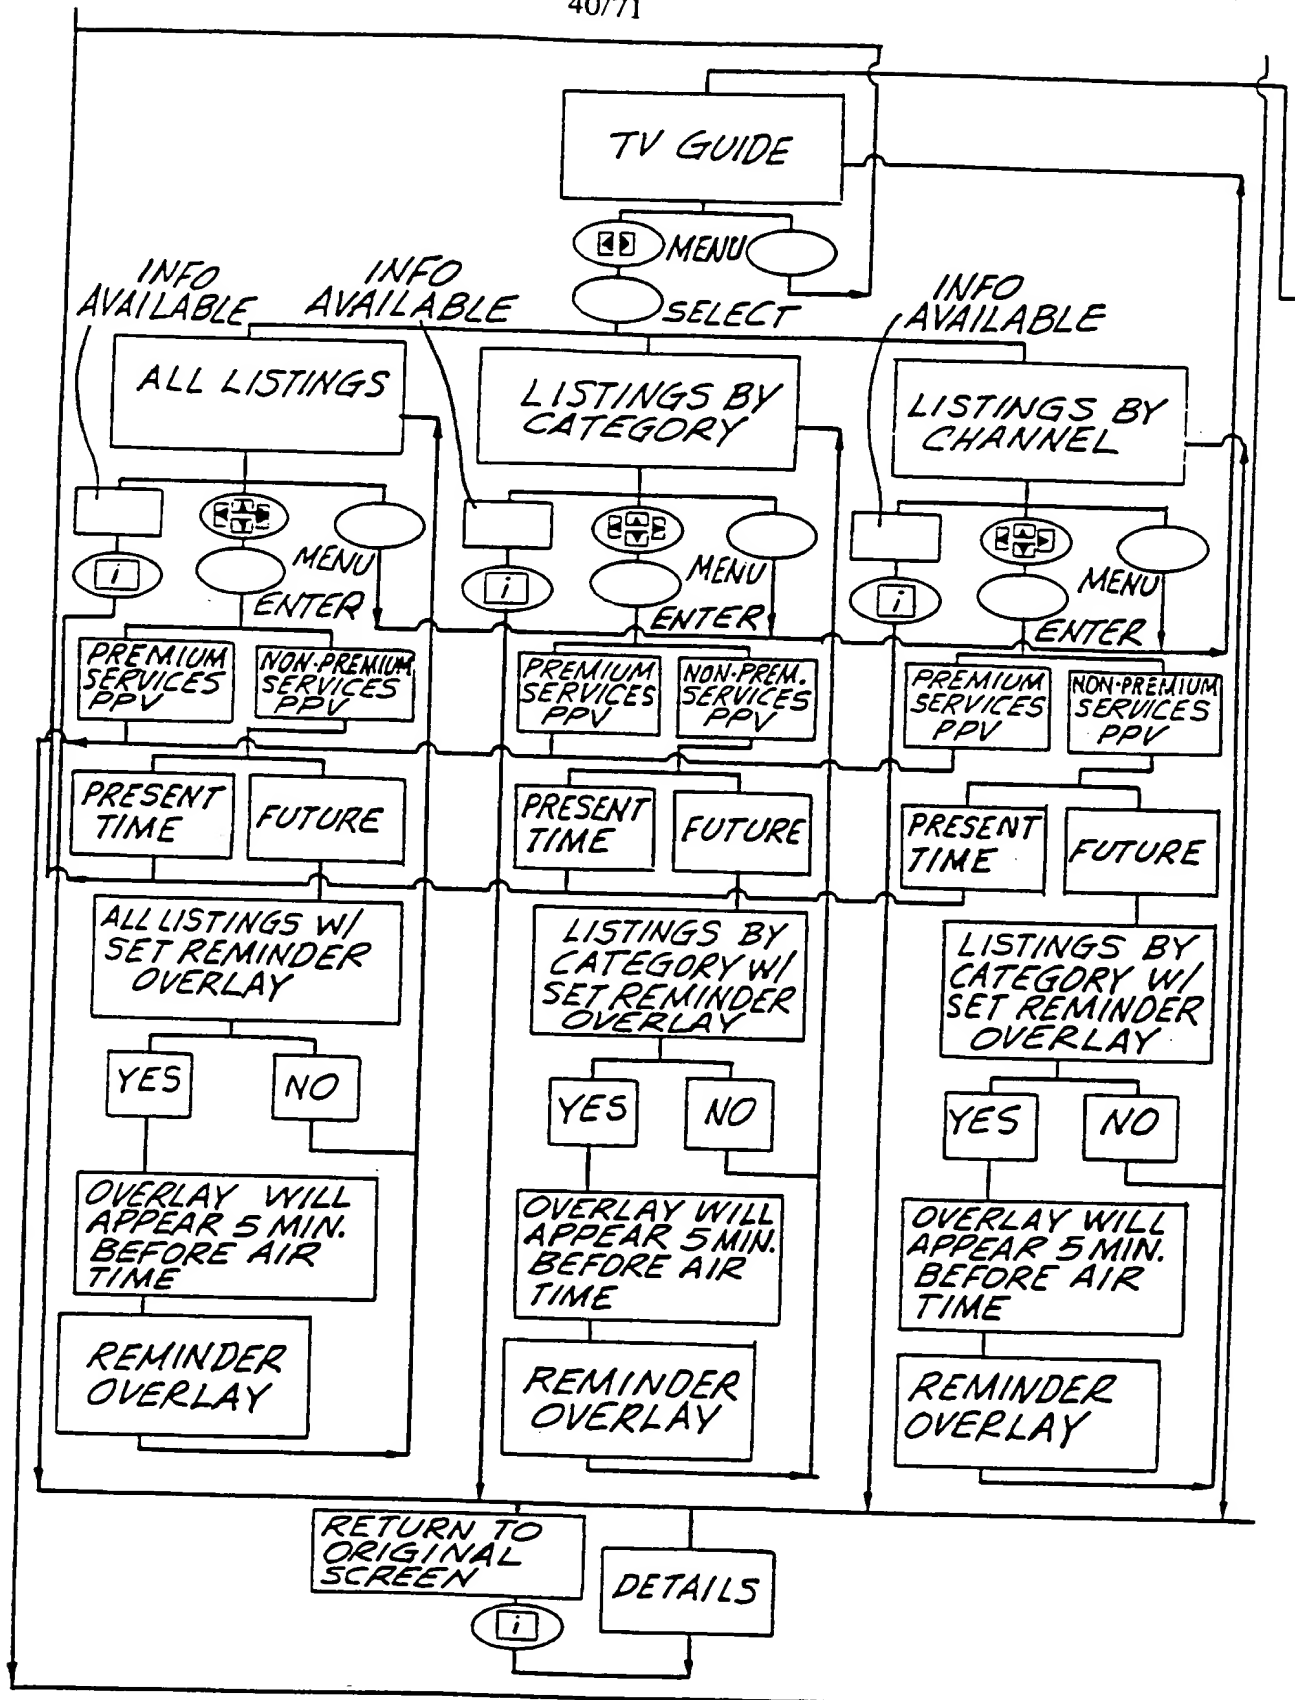 40/71
TV GUIDE
MENU
SELECT
INFO
AVAILABLE
INFO
AVAILABLE
INFO
AVAILABLE
ALL LISTINGS
LISTINGS BY
CATEGORY
LISTINGS BY
CHANNEL
i
MENU
ENTER
i
MENU
ENTER
i
MENU
ENTER
PREMIUM
SERVICES
PPV
NON-PREMIUM
SERVICES
PPV
PREMIUM
SERVICES
PPV
NON-PREM.
SERVICES
PPV
PREMIUM
SERVICES
PPV
NON-PREMIUM
SERVICES
PPV
PRESENT
TIME
FUTURE
PRESENT
TIME
FUTURE
PRESENT
TIME
FUTURE
ALL LISTINGS W/
SET REMINDER
OVERLAY
LISTINGS BY
CATEGORY W/
SET REMINDER
OVERLAY
LISTINGS BY
CATEGORY W/
SET REMINDER
OVERLAY
YES
NO
YES
NO
YES
NO
OVERLAY WILL
APPEAR 5 MIN.
BEFORE AIR
TIME
OVERLAY WILL
APPEAR 5 MIN.
BEFORE AIR
TIME
OVERLAY WILL
APPEAR 5 MIN.
BEFORE AIR
TIME
REMINDER
OVERLAY
REMINDER
OVERLAY
REMINDER
OVERLAY
RETURN TO
ORIGINAL
SCREEN
i
DETAILS